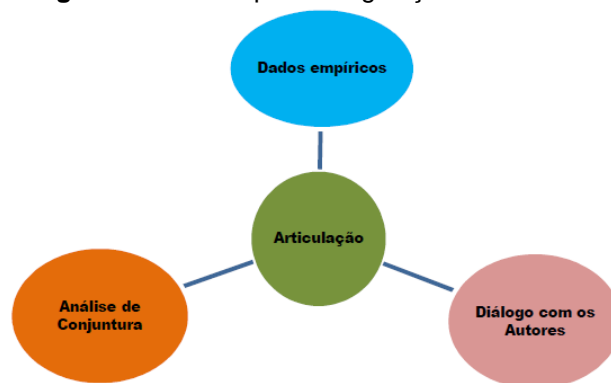 Dados empíricos
Articulação
Análise de
Conjuntura
Diálogo com os
Autores